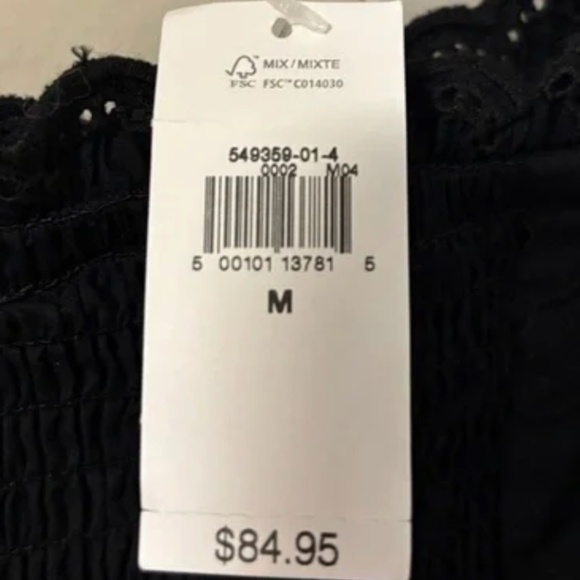 MIX/MIXTE
FSC FSC™ C014030
549359-01-4
0002 M04
5 00101 13781 5
M
$84.95